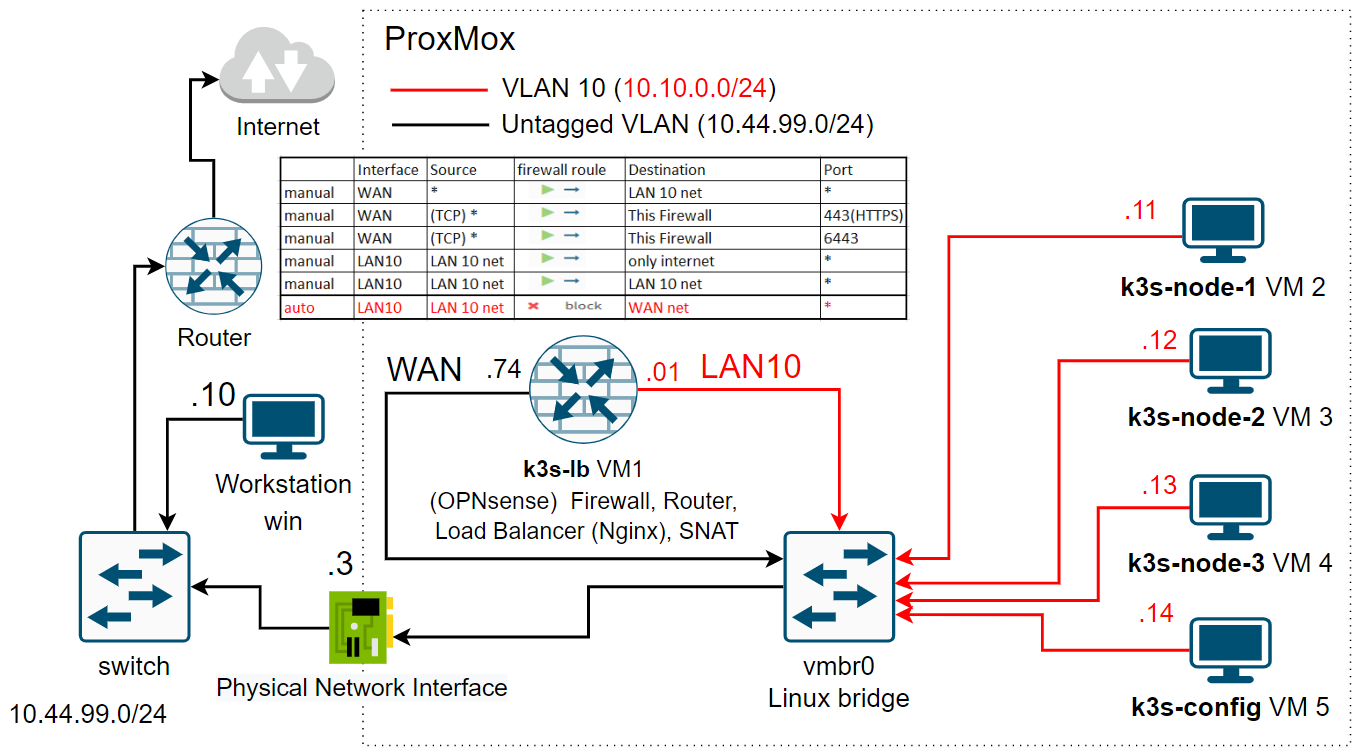 ProxMox
VLAN 10 (10.10.0.0/24)
Untagged VLAN (10.44.99.0/24)
Internet
Interface Source firewall roule Destination Port
manual WAN * LAN 10 net *
manual WAN (TCP) * This Firewall 443(HTTPS)
manual WAN (TCP) * This Firewall 6443
manual LAN10 LAN 10 net only internet *
manual LAN10 LAN 10 net LAN 10 net *
auto LAN10 LAN 10 net block WAN net *
Router
.11
k3s-node-1 VM 2
.12
k3s-node-2 VM 3
.13
k3s-node-3 VM 4
.14
k3s-config VM 5
WAN .74 .01 LAN10
k3s-lb VM1
(OPNsense) Firewall, Router,
Load Balancer (Nginx), SNAT
.10
Workstation
win
.3
switch
10.44.99.0/24
Physical Network Interface
vmbr0
Linux bridge